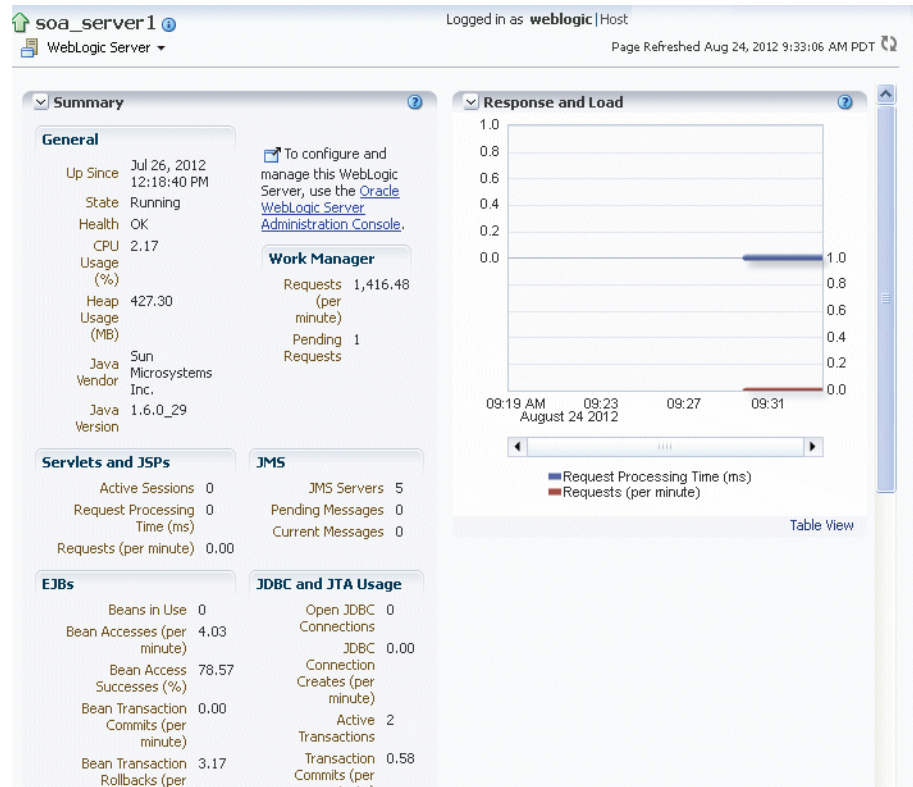 soa_server1
Logged in as weblogic|Host
WebLogic Server
Page Refreshed Aug 24, 2012 9:33:06 AM PDT
Summary
General
Up Since Jul 26, 2012
12:18:40 PM
State Running
Health OK
CPU 2.17
Usage
(%)
Heap 427.30
Usage
(MB)
Java Sun
Vendor Microsystems
Inc.
Java 1.6.0_29
Version
To configure and
manage this WebLogic
Server, use the Oracle
WebLogic Server
Administration Console.
Work Manager
Requests 1,416.48
(per
minute)
Pending 1
Requests
Servlets and JSPs
Active Sessions 0
Request Processing 0
Time (ms)
Requests (per minute) 0.00
JMS
JMS Servers 5
Pending Messages 0
Current Messages 0
EJBs
Beans in Use 0
Bean Accesses (per 4.03
minute)
Bean Access 78.57
Successes (%)
Bean Transaction 0.00
Commits (per
minute)
Bean Transaction 3.17
Rollbacks (per
JDBC and JTA Usage
Open JDBC 0
Connections
JDBC 0.00
Connection
Creates (per
minute)
Active 2
Transactions
Transaction 0.58
Commits (per
Response and Load
1.0
0.8
0.6
0.4
0.2
0.0
1.0
0.8
0.6
0.4
0.2
0.0
09:19 AM 09:23 09:27 09:31
August 24 2012
Request Processing Time (ms)
Requests (per minute)
Table View